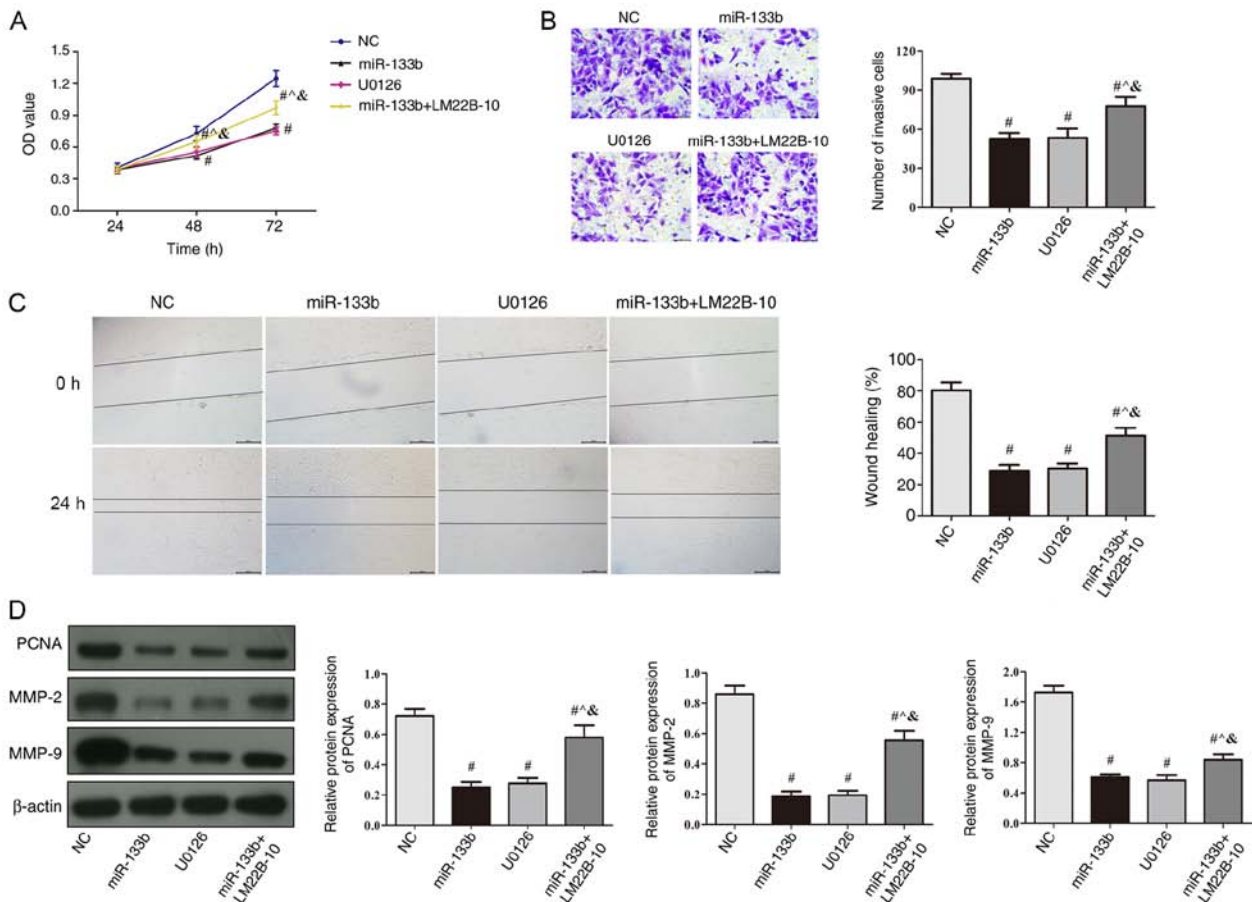 A
OD value
1.5
1.2
0.9
0.6
0.3
0.0
24
48
72
Time (h)
#^&
#
#^&
#
NC
miR-133b
U0126
miR-133b+LM22B-10
B
NC
miR-133b
U0126
miR-133b+LM22B-10
Number of invasive cells
120
90
60
30
0
#
#
#^&
NC
miR-133b
U0126
miR-133b+
LM22B-10
C
NC
miR-133b
U0126
miR-133b+LM22B-10
0 h
24 h
Wound healing (%)
100
80
60
40
20
0
#
#
#^&
NC
miR-133b
U0126
miR-133b+
LM22B-10
D
PCNA
MMP-2
MMP-9
β-actin
NC
miR-133b
U0126
miR-133b+
LM22B-10
Relative protein expression
of PCNA
1.0
0.8
0.6
0.4
0.2
0.0
#
#
#^&
NC
miR-133b
U0126
miR-133b+
LM22B-10
Relative protein expression
of MMP-2
1.0
0.8
0.6
0.4
0.2
0.0
#
#
#^&
NC
miR-133b
U0126
miR-133b+
LM22B-10
Relative protein expression
of MMP-9
2.0
1.6
1.2
0.8
0.4
0.0
#
#
#^&
NC
miR-133b
U0126
miR-133b+
LM22B-10